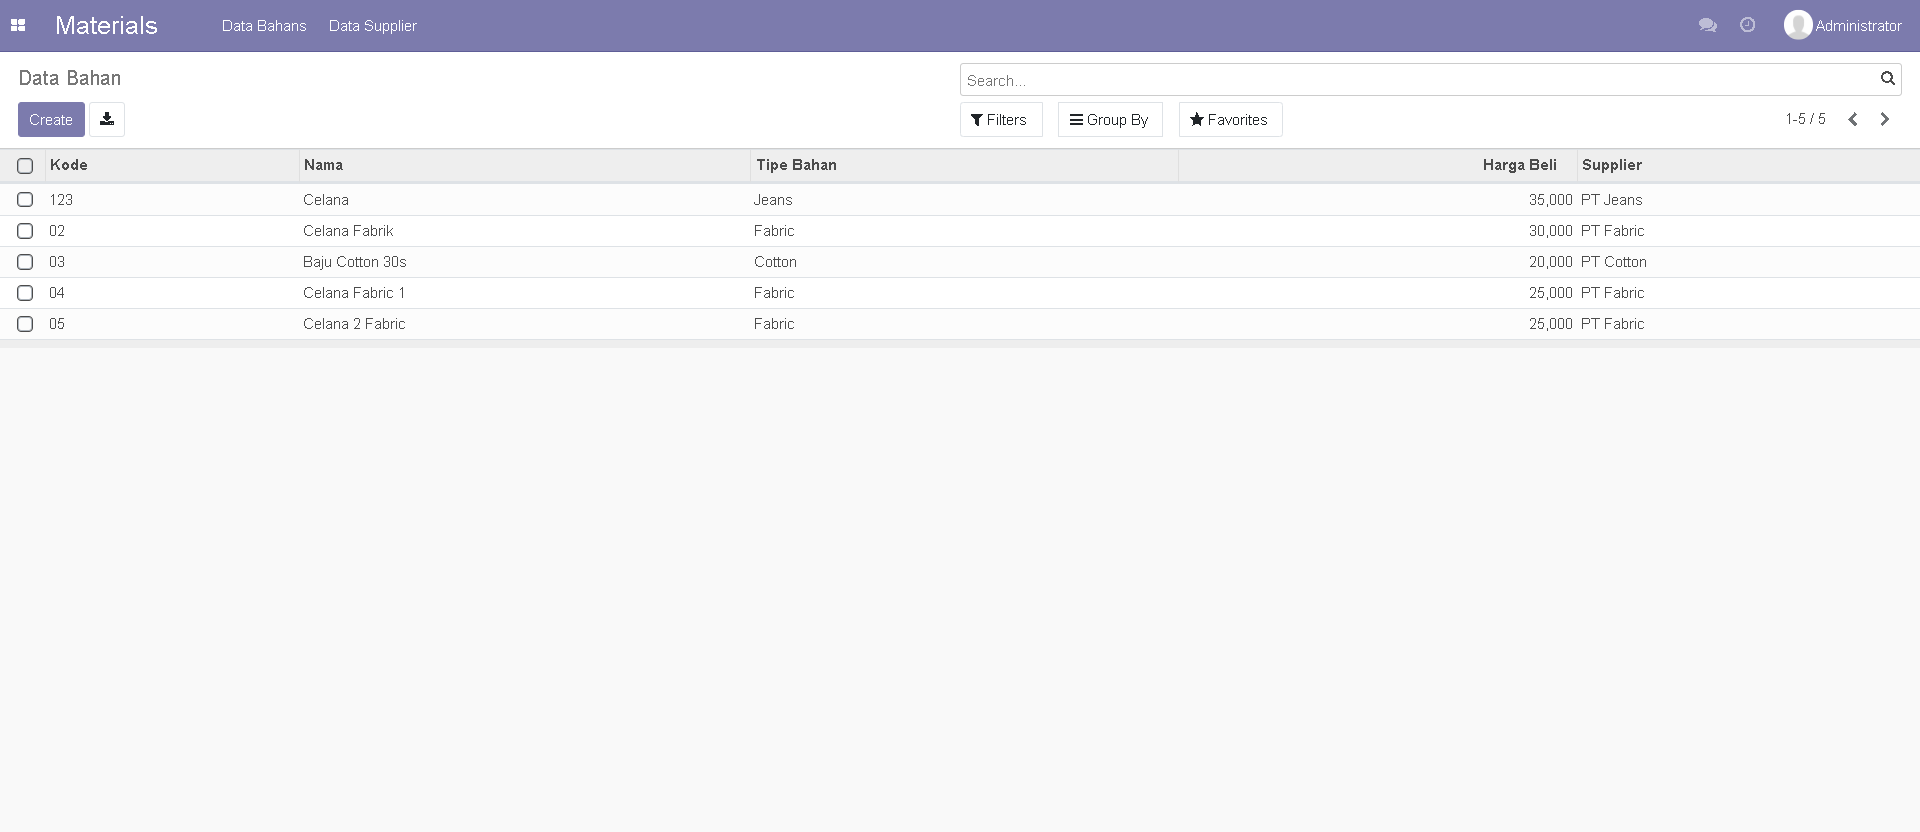 Materials Data Bahans Data Supplier Administrator
Data Bahan Search...
Create Filters Group By Favorites 1-5 / 5
Kode Nama Tipe Bahan Harga Beli Supplier
123 Celana Jeans 35,000 PT Jeans
02 Celana Fabrik Fabric 30,000 PT Fabric
03 Baju Cotton 30s Cotton 20,000 PT Cotton
04 Celana Fabric 1 Fabric 25,000 PT Fabric
05 Celana 2 Fabric Fabric 25,000 PT Fabric